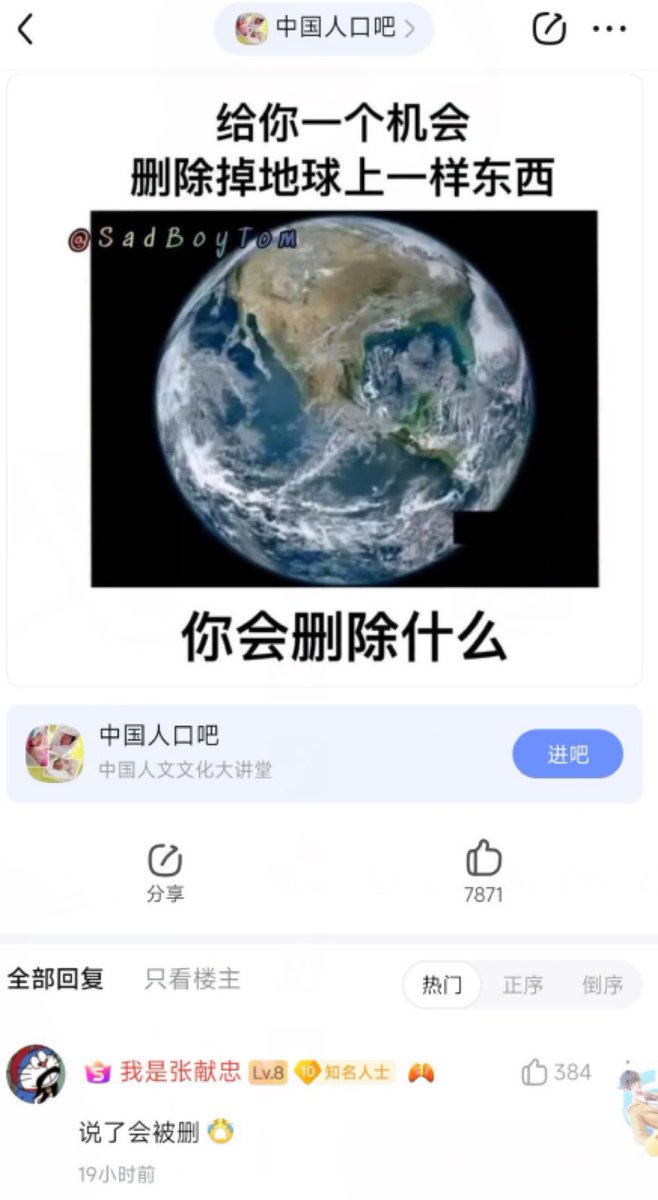 中国人口吧
给你一个机会
删除掉地球上一样东西
@SadBoyTom
你会删除什么
中国人口吧
中国人文文化大讲堂
进吧
分享
7871
全部回复 只看楼主 热门 正序 倒序
我是张献忠 Lv.8 10 知名人士 384
说了会被删
19小时前